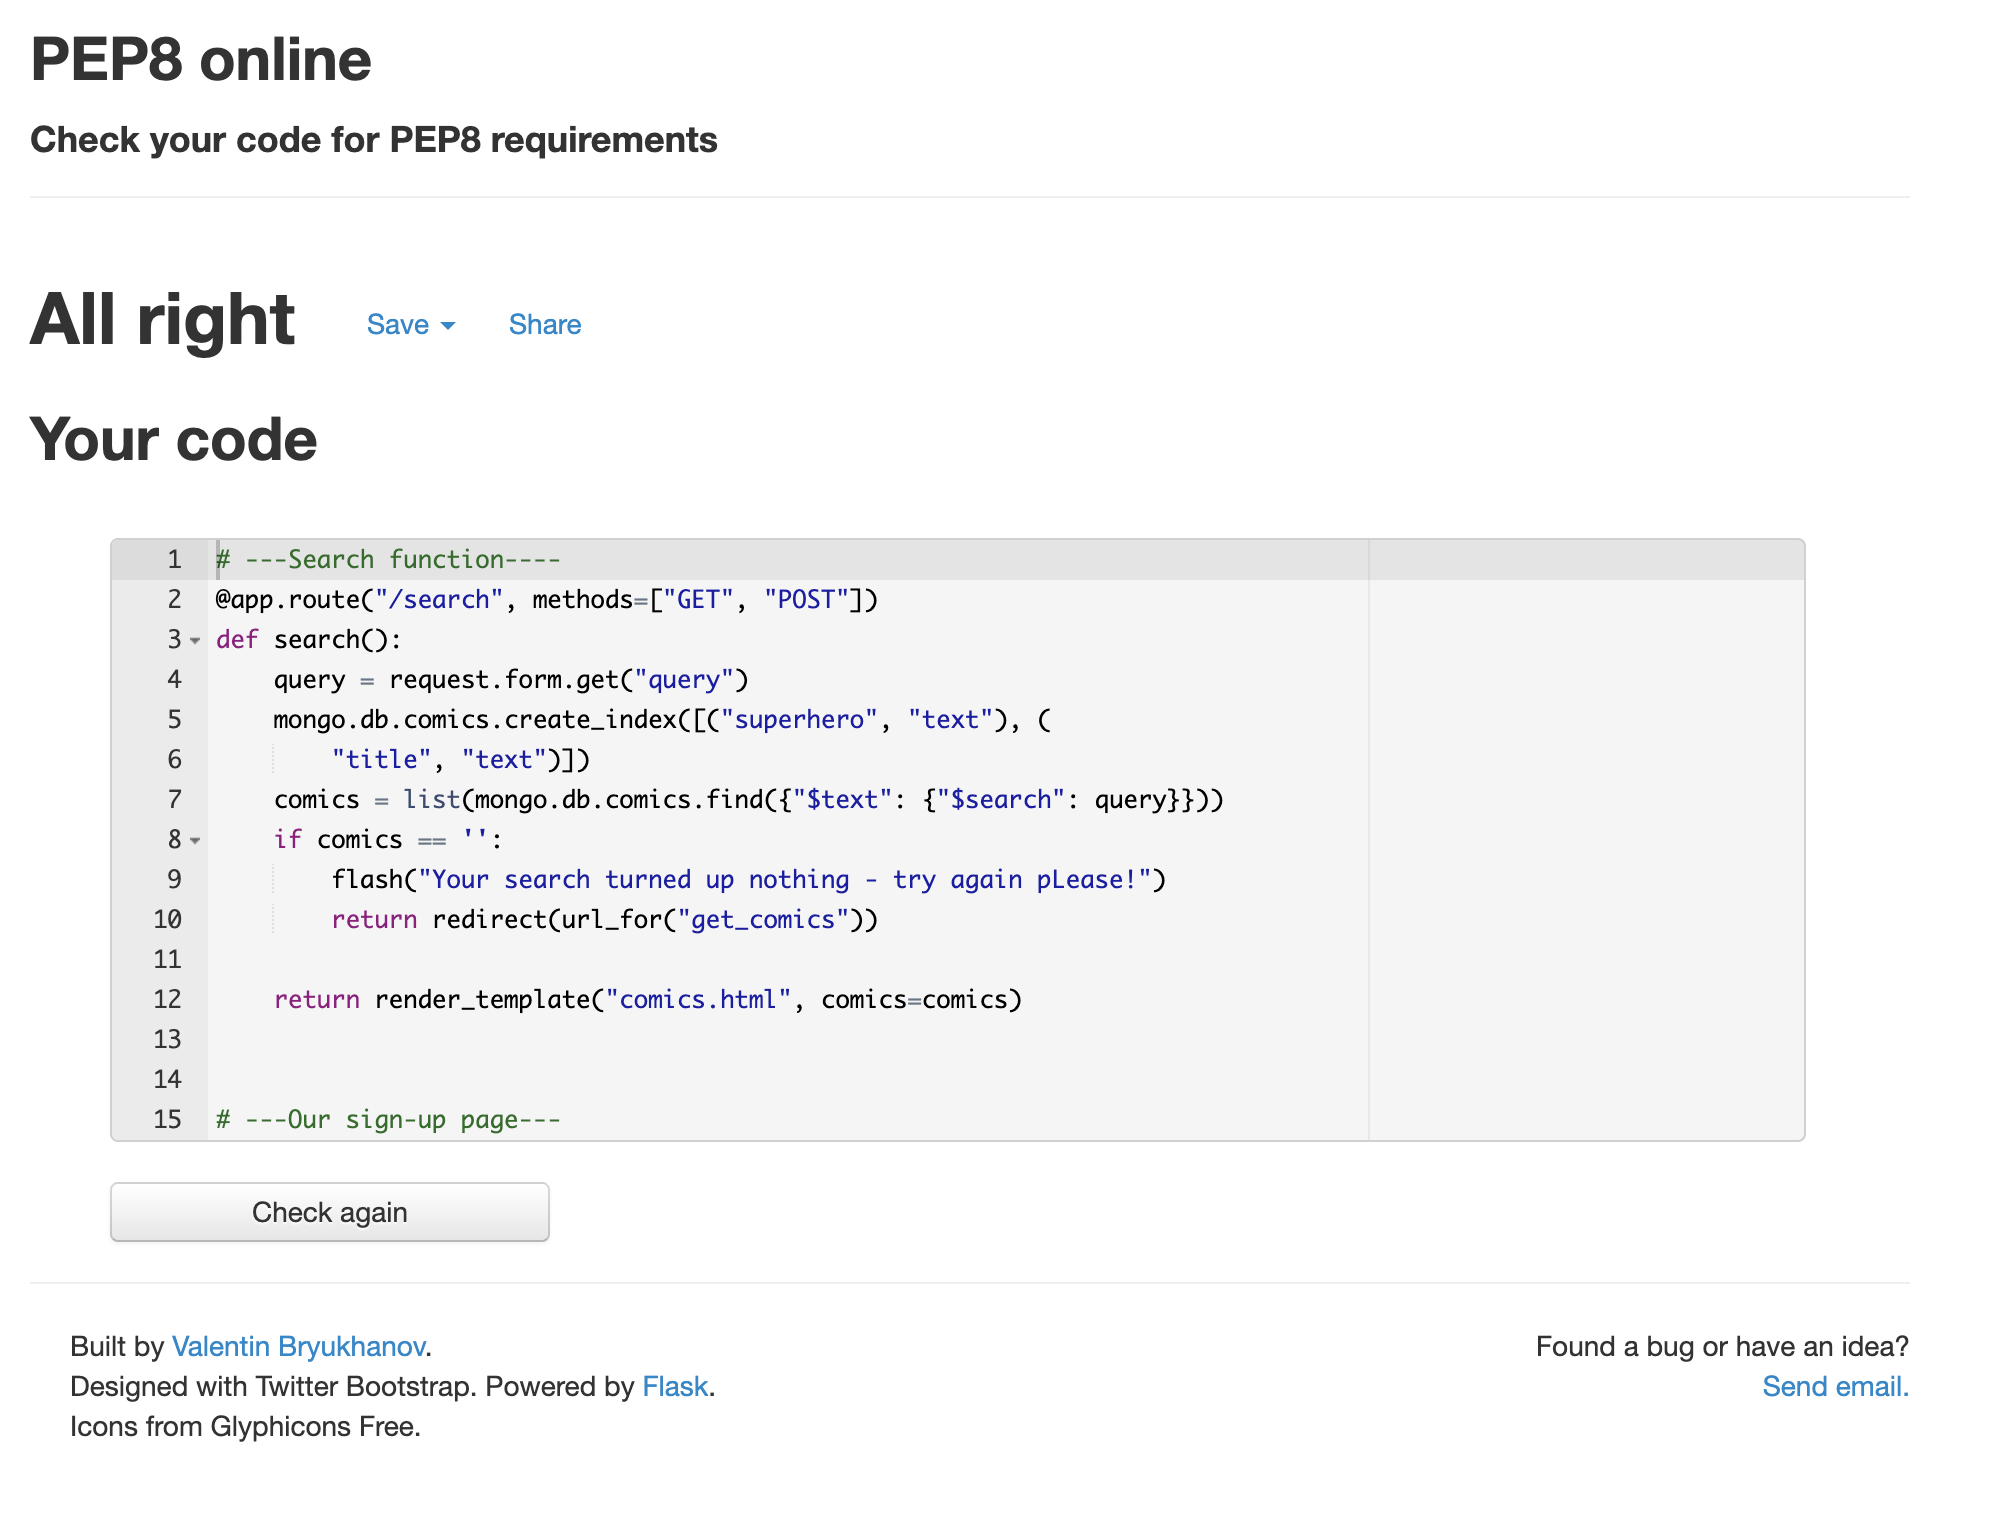 PEP8 online
Check your code for PEP8 requirements
All right Save Share
Your code
1 # ---Search function----
2 @app.route("/search", methods=["GET", "POST"])
3 def search():
4     query = request.form.get("query")
5     mongo.db.comics.create_index([("superhero", "text"), (
6         "title", "text")])
7     comics = list(mongo.db.comics.find({"$text": {"$search": query}}))
8     if comics == '':
9         flash("Your search turned up nothing - try again pLease!")
10         return redirect(url_for("get_comics"))
11
12     return render_template("comics.html", comics=comics)
13
14
15 # ---Our sign-up page---
Check again
Built by Valentin Bryukhanov.
Designed with Twitter Bootstrap. Powered by Flask.
Icons from Glyphicons Free.
Found a bug or have an idea?
Send email.